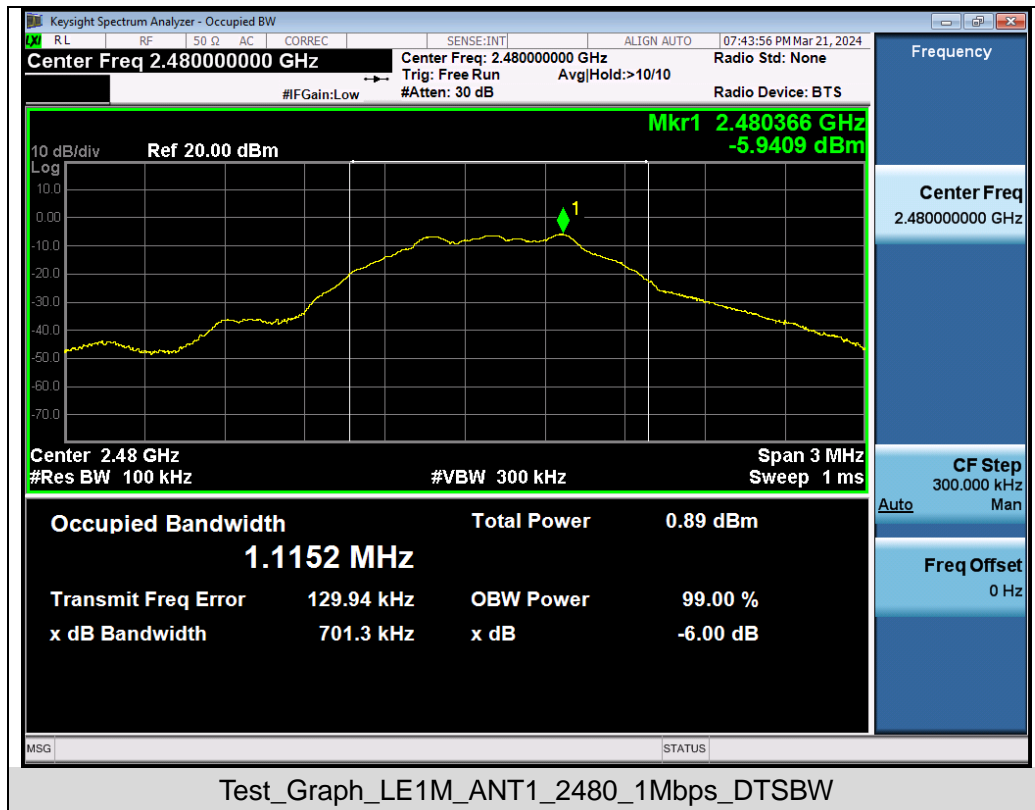 Keysight Spectrum Analyzer - Occupied BW
LXI RL RF 50 Ω AC CORREC SENSE:INT ALIGN AUTO 07:43:56 PM Mar 21, 2024
Center Freq 2.480000000 GHz
Center Freq: 2.480000000 GHz
Radio Std: None
Trig: Free Run Avg|Hold:>10/10
#IFGain:Low
#Atten: 30 dB
Radio Device: BTS
Mkr1 2.480366 GHz
-5.9409 dBm
10 dB/div Ref 20.00 dBm
Log
10.0
0.00
-10.0
-20.0
-30.0
-40.0
-50.0
-60.0
-70.0
1
Center 2.48 GHz Span 3 MHz
#Res BW 100 kHz #VBW 300 kHz Sweep 1 ms
Occupied Bandwidth Total Power 0.89 dBm
1.1152 MHz
Transmit Freq Error 129.94 kHz OBW Power 99.00 %
x dB Bandwidth 701.3 kHz x dB -6.00 dB
MSG STATUS
Frequency
Center Freq
2.480000000 GHz
CF Step
300.000 kHz
Auto Man
Freq Offset
0 Hz
Test_Graph_LE1M_ANT1_2480_1Mbps_DTSBW